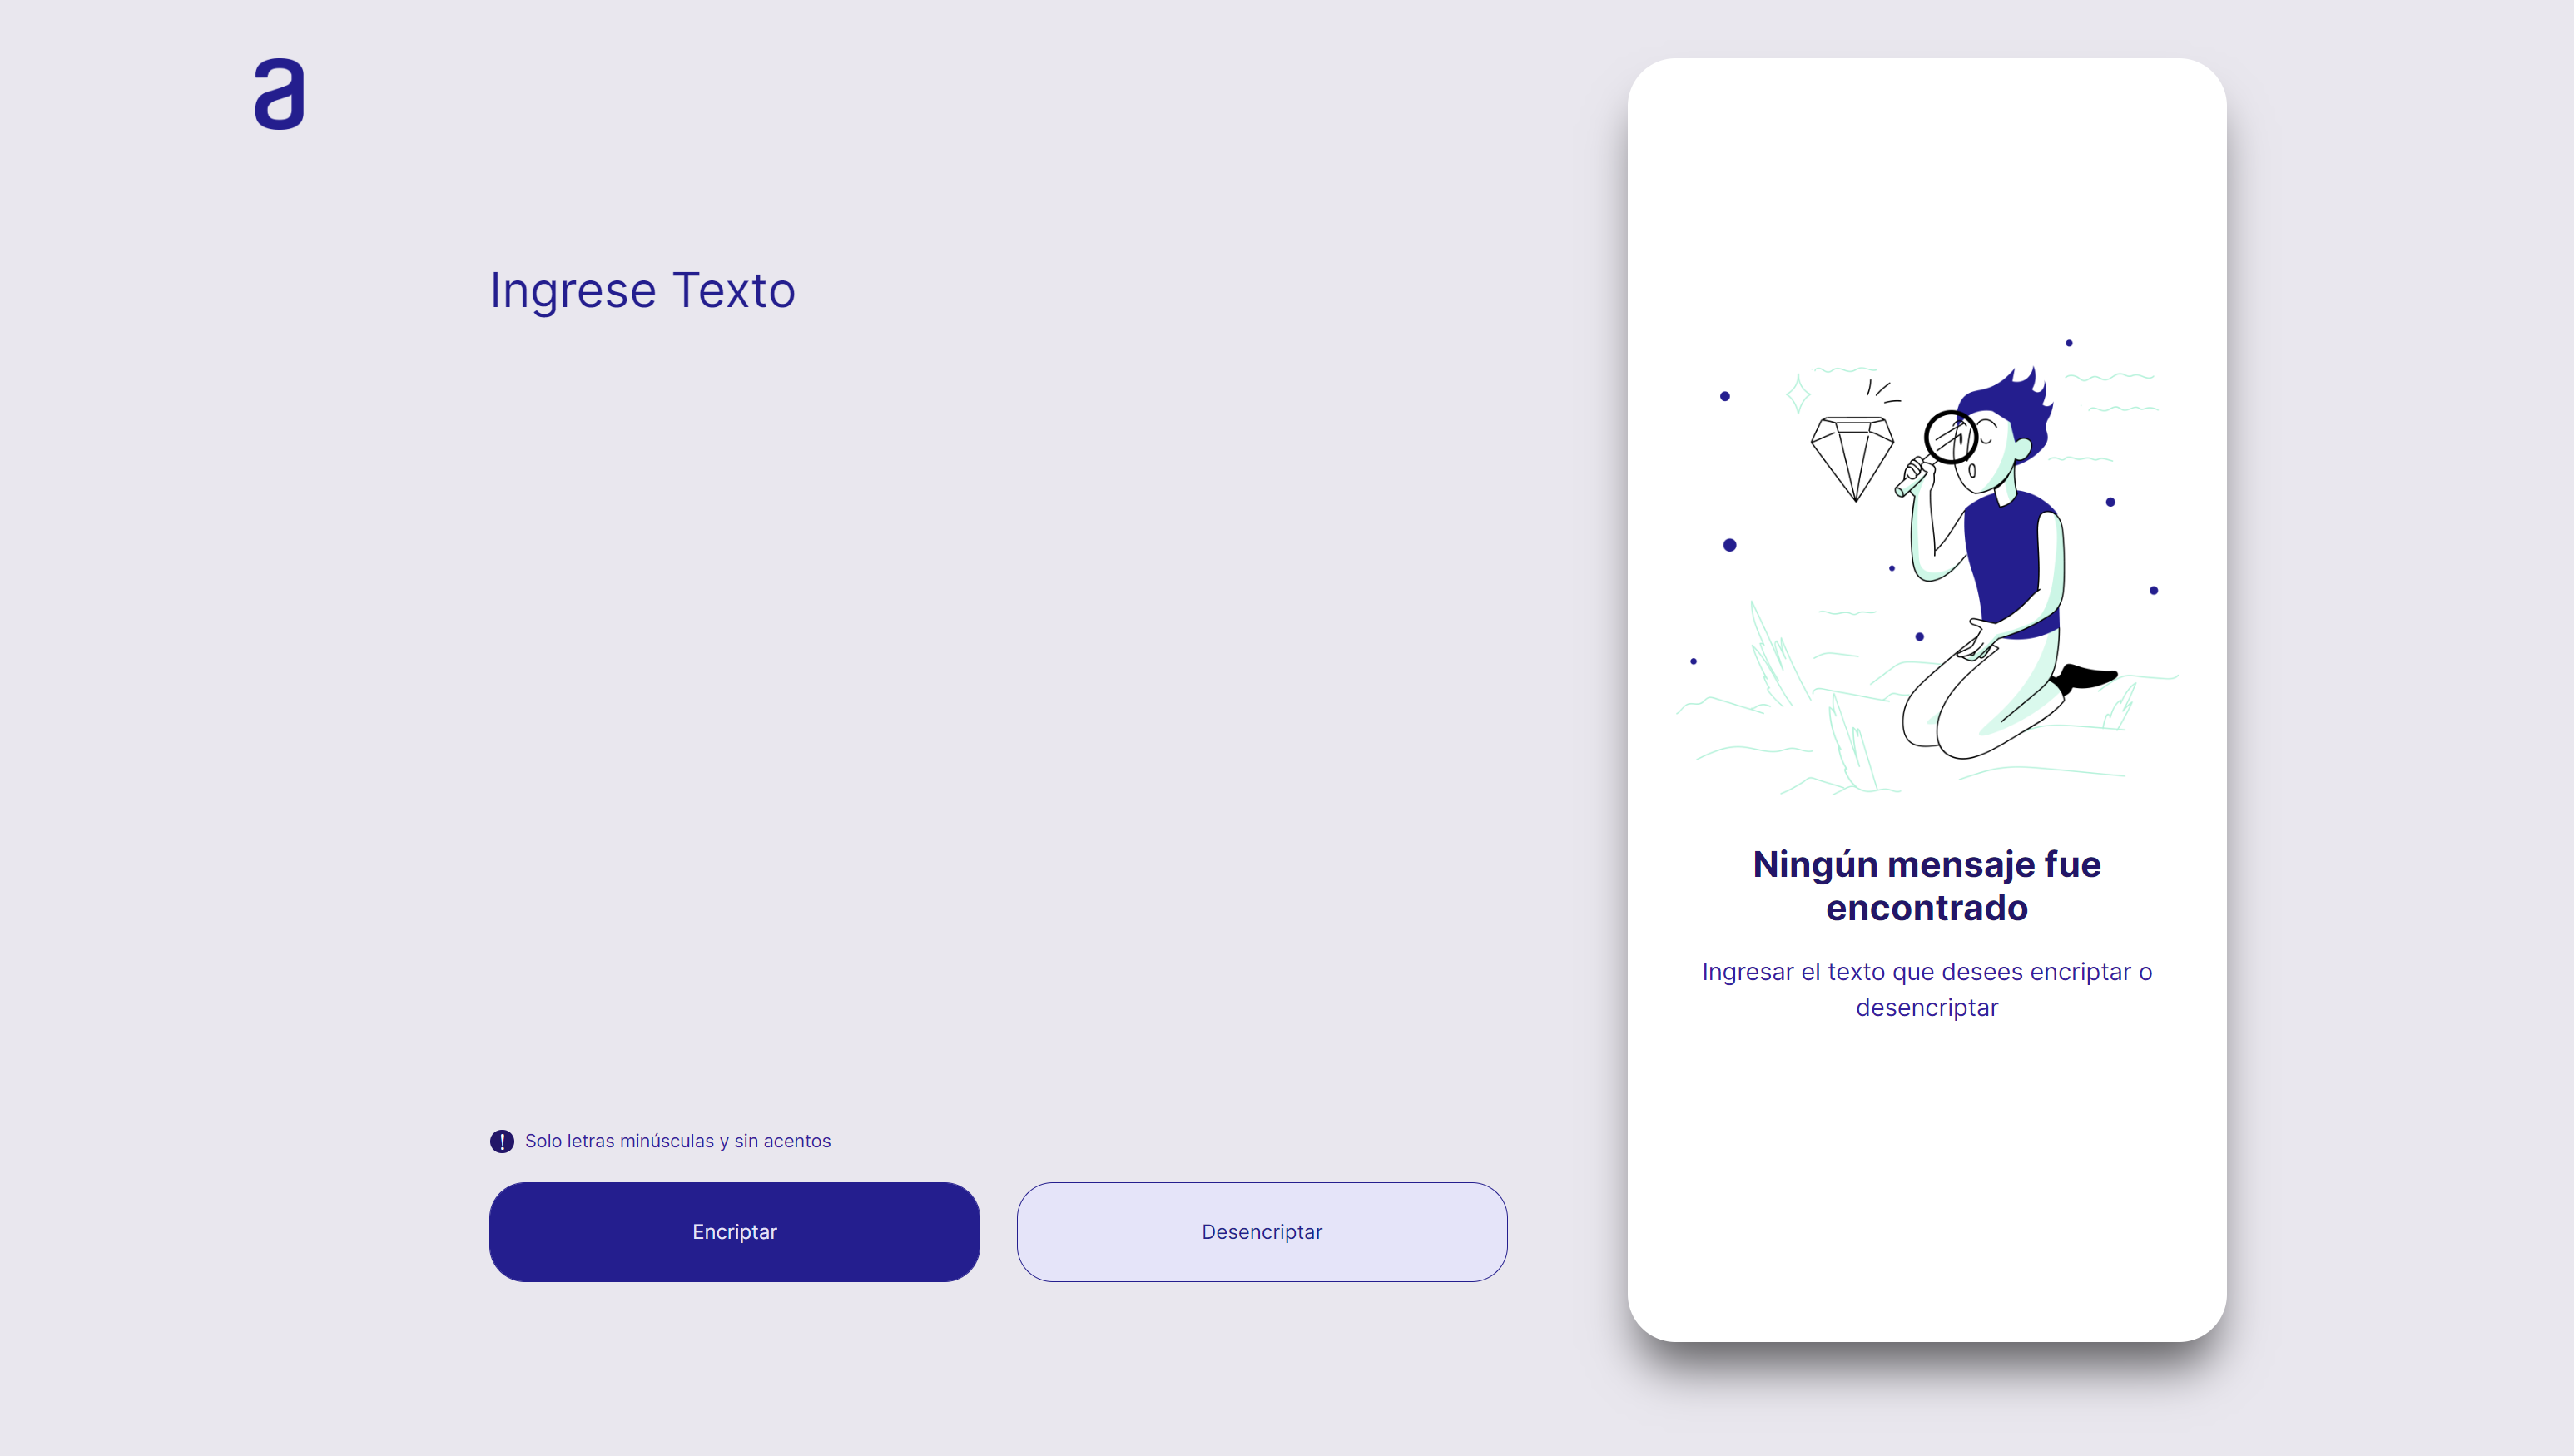 a
Ingrese Texto
Ningún mensaje fue
encontrado
Ingresar el texto que desees encriptar o
desencriptar
! Solo letras minúsculas y sin acentos
Encriptar
Desencriptar